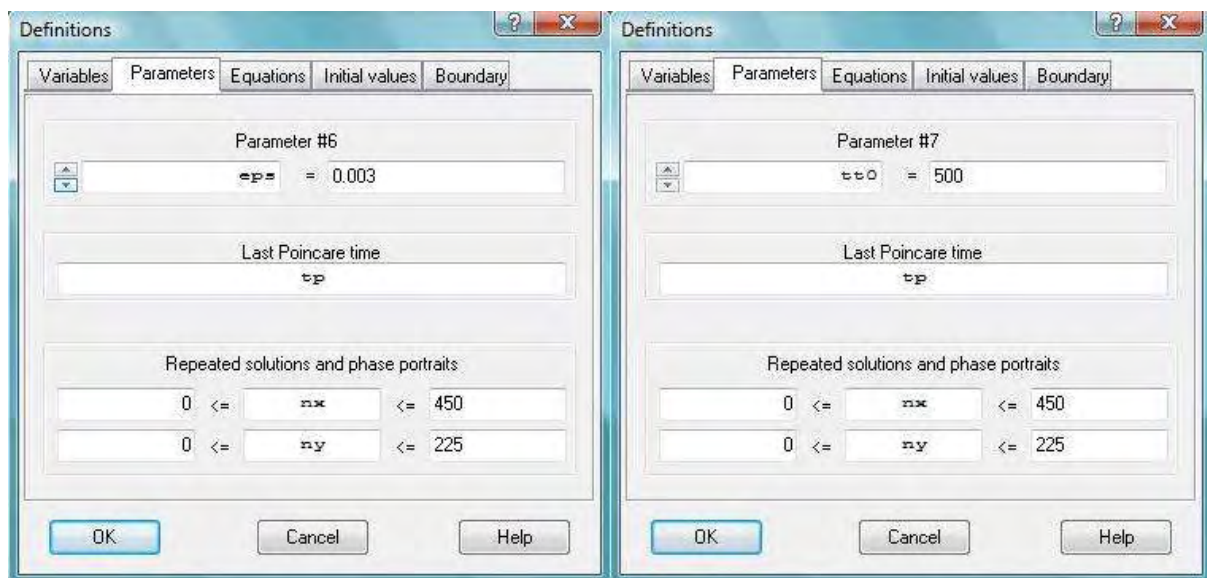 Definitions
Variables Parameters Equations Initial values Boundary
Parameter #6
eps = 0.003
Last Poincare time
tp
Repeated solutions and phase portraits
0 <= nx <= 450
0 <= ny <= 225
OK Cancel Help
Definitions
Variables Parameters Equations Initial values Boundary
Parameter #7
tt0 = 500
Last Poincare time
tp
Repeated solutions and phase portraits
0 <= nx <= 450
0 <= ny <= 225
OK Cancel Help